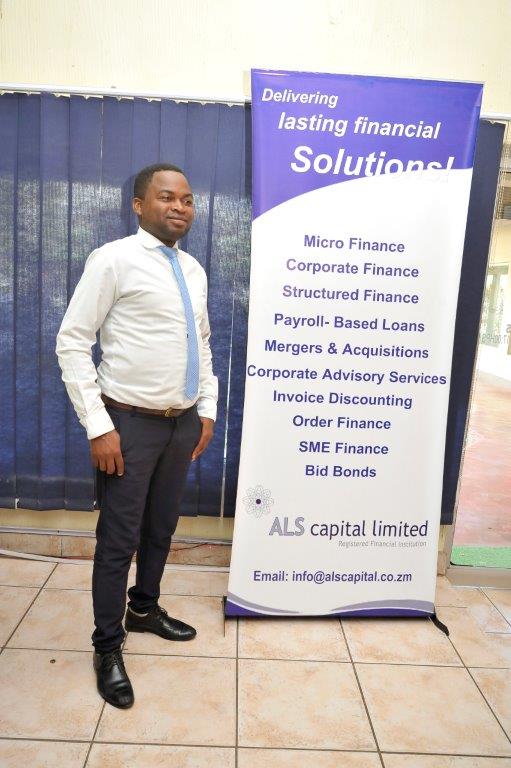 Delivering
lasting financial
Solutions!
Micro Finance
Corporate Finance
Structured Finance
Payroll- Based Loans
Mergers & Acquisitions
Corporate Advisory Services
Invoice Discounting
Order Finance
SME Finance
Bid Bonds
ALS capital limited
Registered Financial Institution
Email: info@alscapital.co.zm